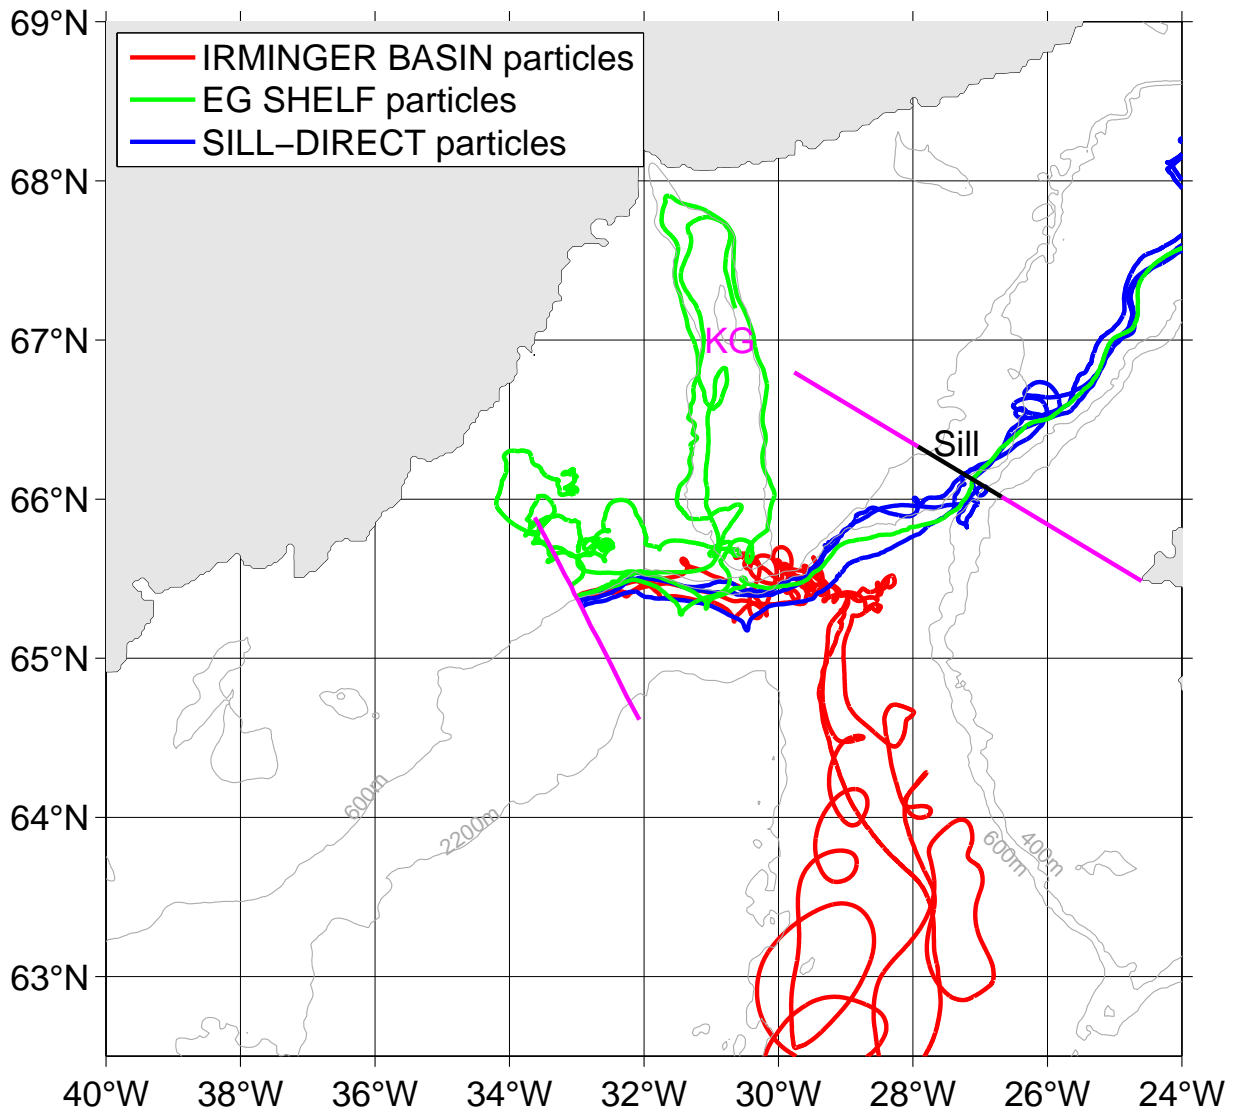 69°N
IRMINGER BASIN particles
EG SHELF particles
SILL–DIRECT particles
68°N
67°N
KG
Sill
66°N
65°N
600m
2200m
64°N
600m
400m
63°N
40°W 38°W 36°W 34°W 32°W 30°W 28°W 26°W 24°W